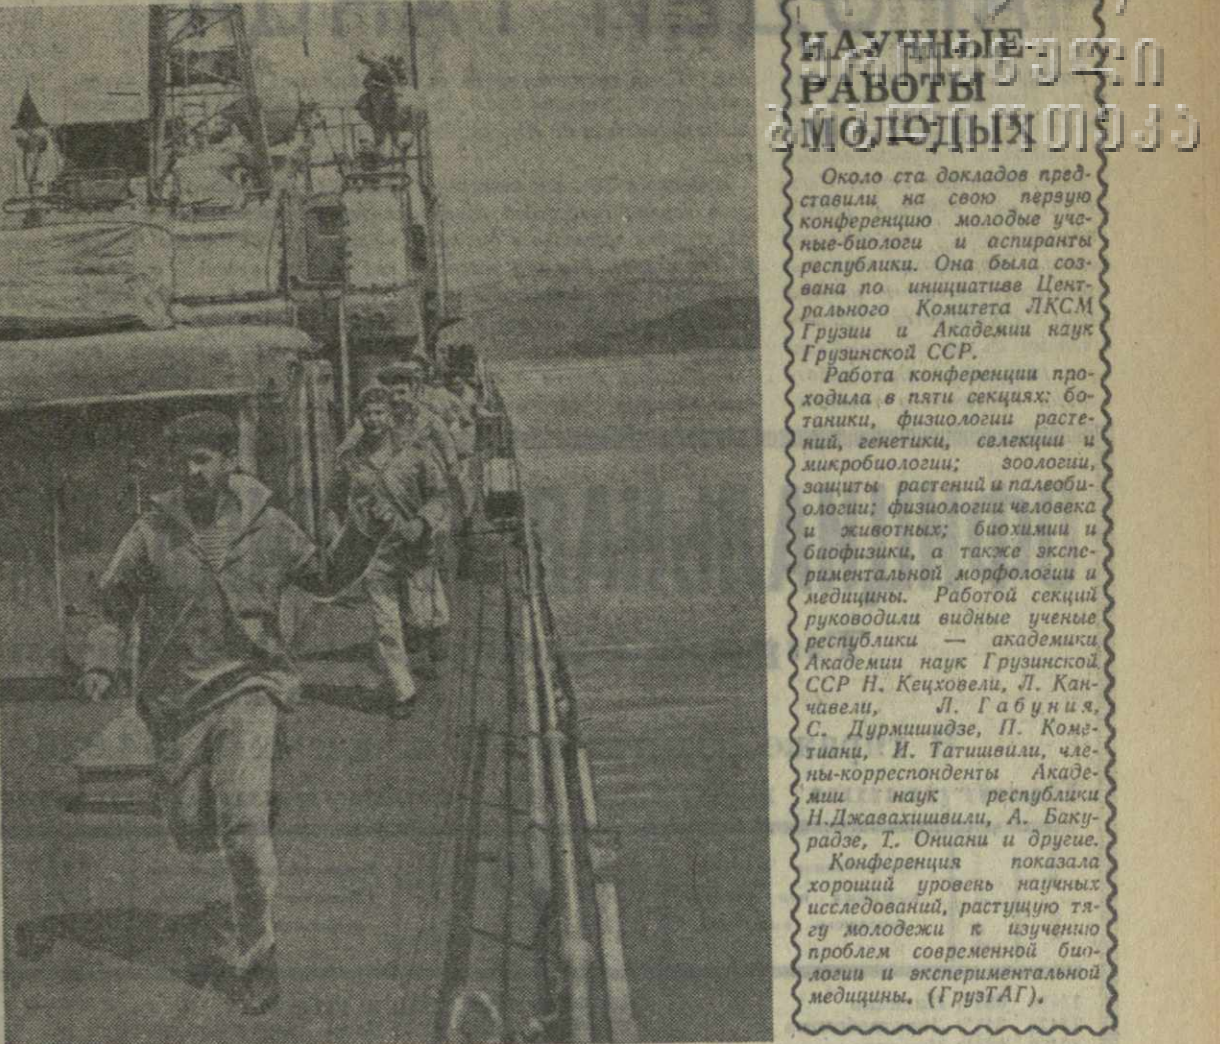 НАУЧНЫЕ
РАБОТЫ
МОЛОДЫХ
ეროვნული
ბიბლიოთეკა
Около ста докладов пред-
ставили на свою первую
конференцию молодые уче-
ные-биологи и аспиранты
республики. Она была соз-
вана по инициативе Цент-
рального Комитета ЛКСМ
Грузии и Академии наук
Грузинской ССР.
Работа конференции про-
ходила в пяти секциях: бо-
таники, физиологии расте-
ний, генетики, селекции и
микробиологии; зоологии,
защиты растений и палеоби-
ологии; физиологии человека
и животных; биохимии и
биофизики, а также экспе-
риментальной морфологии и
медицины. Работой секций
руководили видные ученые
республики — академики
Академии наук Грузинской
ССР Н. Кецховели, Л. Кан-
чавели, Л. Габуния,
С. Дурмишидзе, П. Коме-
тиани, И. Татишвили, чле-
ны-корреспонденты Акаде-
мии наук республики
Н.Джавахишвили, А. Баку-
радзе, Т. Ониани и другие.
Конференция показала
хороший уровень научных
исследований, растущую тя-
гу молодежи к изучению
проблем современной био-
логии и экспериментальной
медицины. (ГрузТАГ).